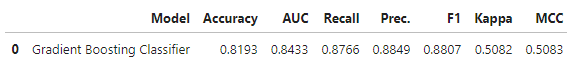 Model Accuracy AUC Recall Prec. F1 Kappa MCC
0 Gradient Boosting Classifier 0.8193 0.8433 0.8766 0.8849 0.8807 0.5082 0.5083